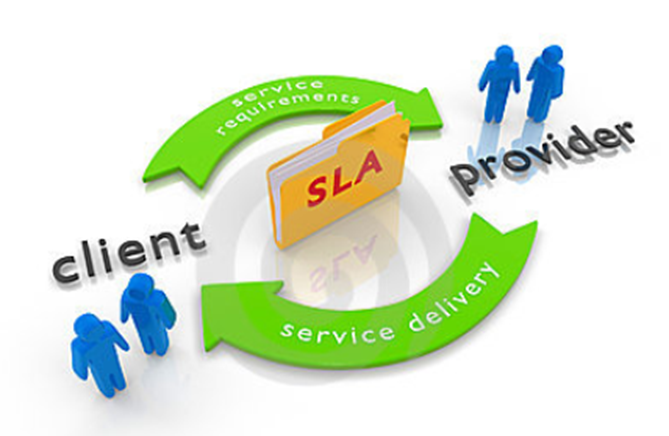 service
requirements
SLA
provider
client
service delivery